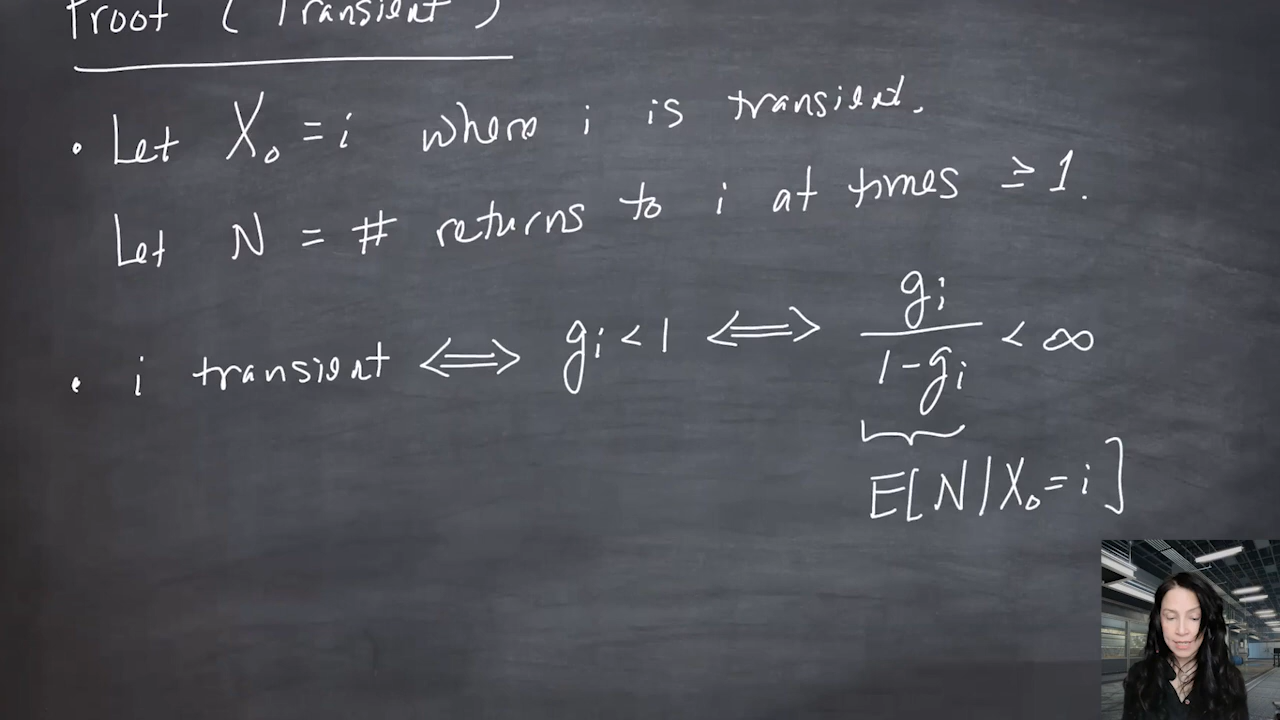 Proof (Transient)
• Let X₀ = i where i is transient.
Let N = # returns to i at times ≥ 1.
• i transient ⟺ gᵢ < 1 ⟺ gᵢ / (1 - gᵢ) < ∞
E[N | X₀ = i]